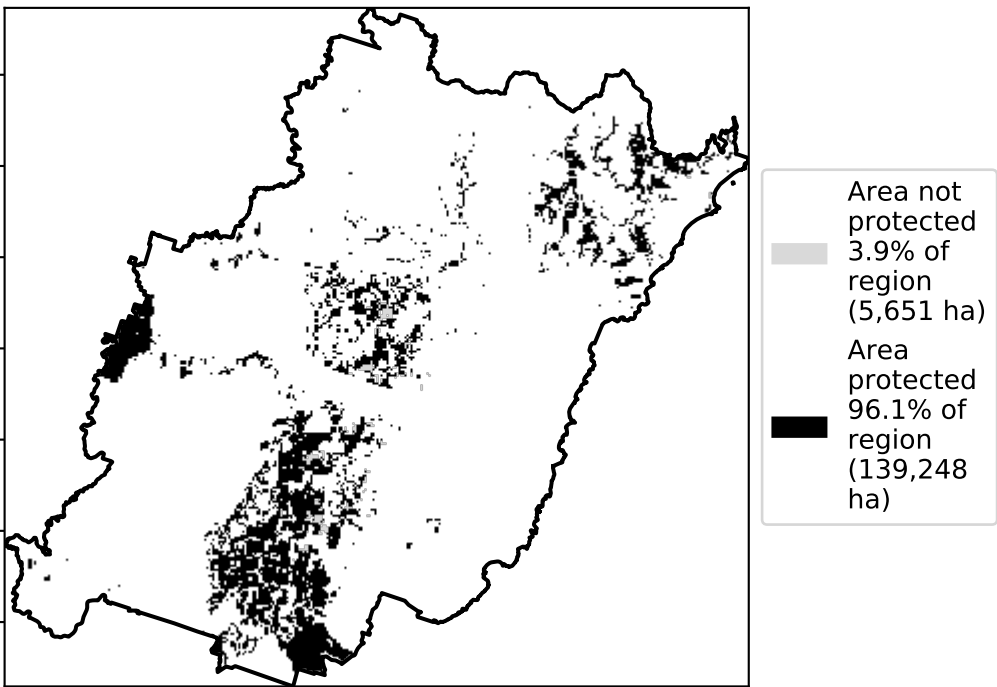 Area not
protected
3.9% of
region
(5,651 ha)
Area
protected
96.1% of
region
(139,248
ha)